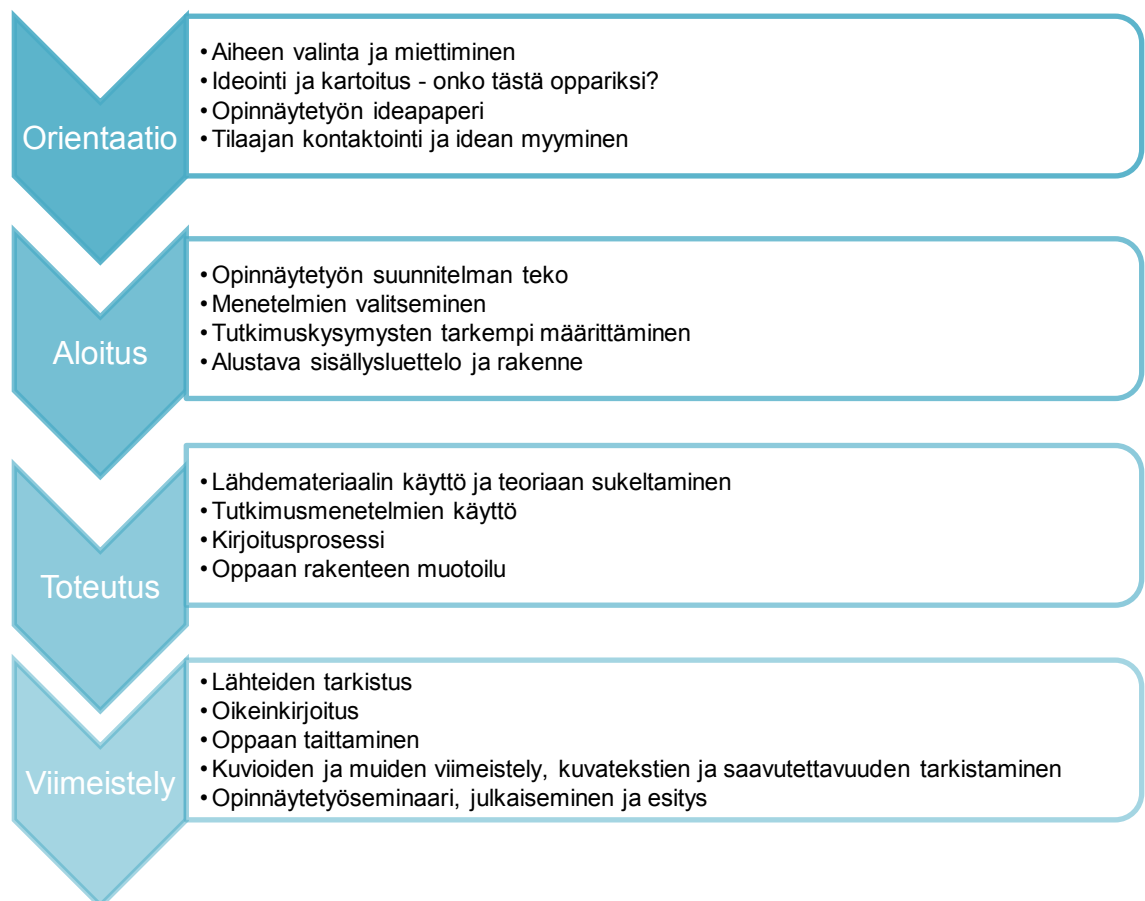 Orientaatio
• Aiheen valinta ja miettiminen
• Ideointi ja kartoitus - onko tästä oppariksi?
• Opinnäytetyön ideapaperi
• Tilaajan kontaktointi ja idean myyminen
Aloitus
• Opinnäytetyön suunnitelman teko
• Menetelmien valitseminen
• Tutkimuskysymysten tarkempi määrittäminen
• Alustava sisällysluettelo ja rakenne
Toteutus
• Lähdemateriaalin käyttö ja teoriaan sukeltaminen
• Tutkimusmenetelmien käyttö
• Kirjoitusprosessi
• Oppaan rakenteen muotoilu
Viimeistely
• Lähteiden tarkistus
• Oikeinkirjoitus
• Oppaan taittaminen
• Kuvioiden ja muiden viimeistely, kuvatekstien ja saavutettavuuden tarkistaminen
• Opinnäytetyöseminaari, julkaiseminen ja esitys